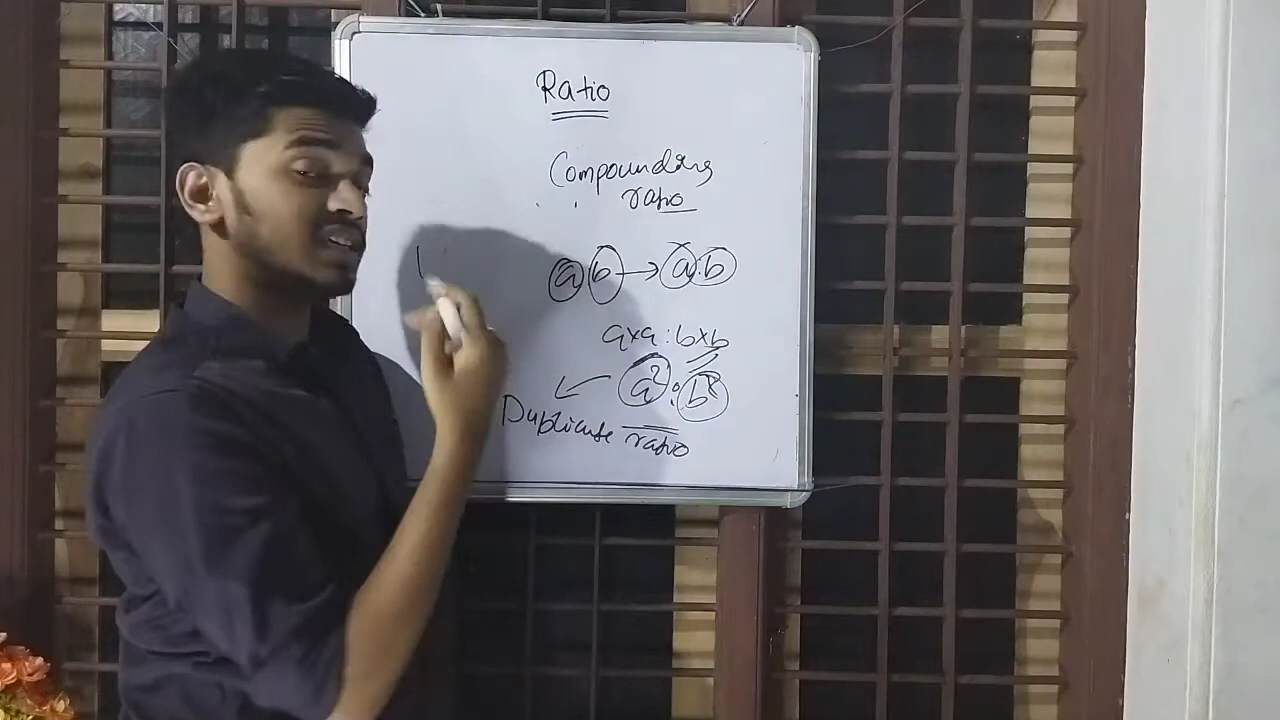 Ratio
Compounding
ratio
a b → a:b
a×a : b×b
a² : b²
Duplicate ratio